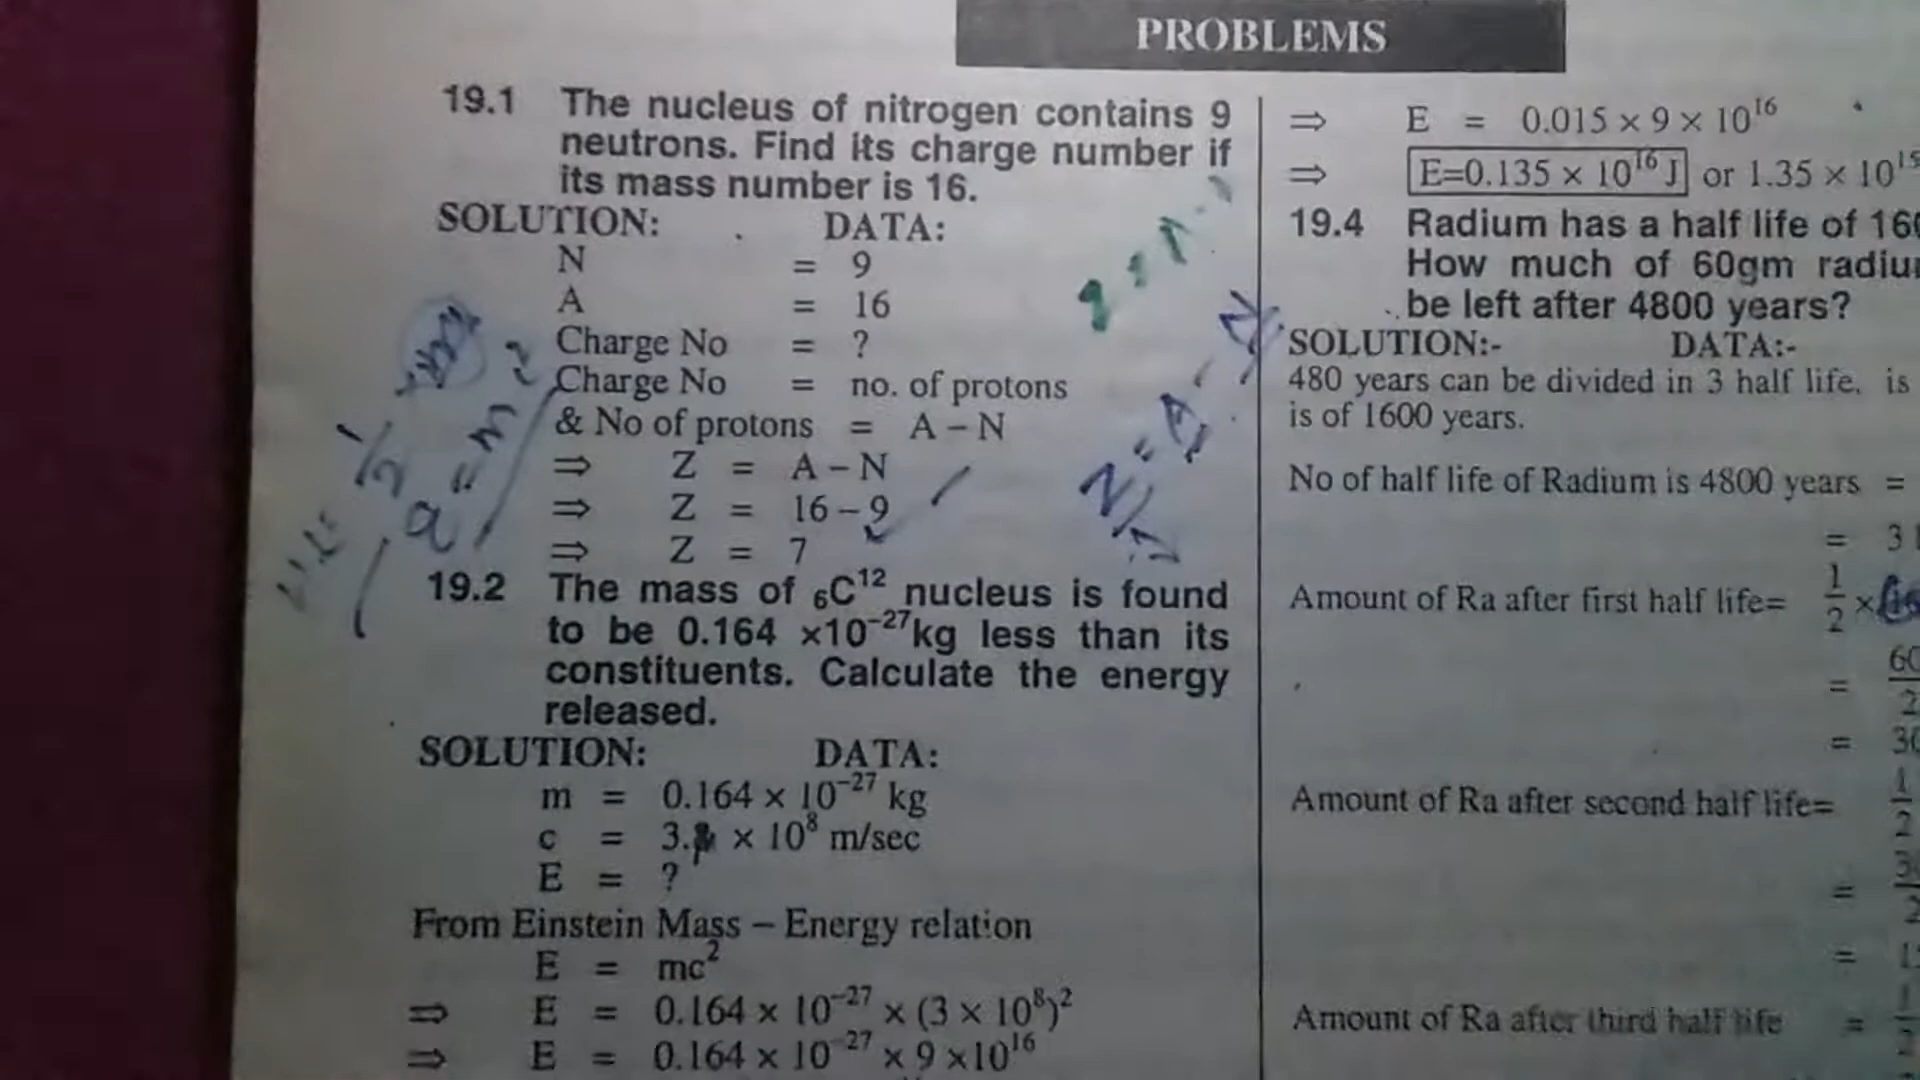 PROBLEMS
19.1 The nucleus of nitrogen contains 9
neutrons. Find its charge number if
its mass number is 16.
SOLUTION: DATA:
N = 9
A = 16
Charge No = ?
Charge No = no. of protons
& No of protons = A – N
⇒ Z = A – N
⇒ Z = 16 – 9
⇒ Z = 7
19.2 The mass of ₆C¹² nucleus is found
to be 0.164 ×10⁻²⁷kg less than its
constituents. Calculate the energy
released.
SOLUTION: DATA:
m = 0.164 × 10⁻²⁷ kg
c = 3. × 10⁸ m/sec
E = ?
From Einstein Mass – Energy relation
E = mc²
⇒ E = 0.164 × 10⁻²⁷ × (3 × 10⁸)²
⇒ E = 0.164 × 10⁻²⁷ × 9 ×10¹⁶
⇒ E = 0.015 × 9 × 10¹⁶
⇒ E=0.135 × 10¹⁶ J or 1.35 × 10¹⁵
19.4 Radium has a half life of
How much of 60gm
be left after 4800 years?
SOLUTION:- DATA:-
480 years can be divided in 3 half life, is
is of 1600 years.
No of half life of Radium is 4800 years =
= 3
Amount of Ra after first half life= 1/2 ×
=
=
Amount of Ra after second half life=
=
=
Amount of Ra after third half life =
1/2
a = m
N = A - Z